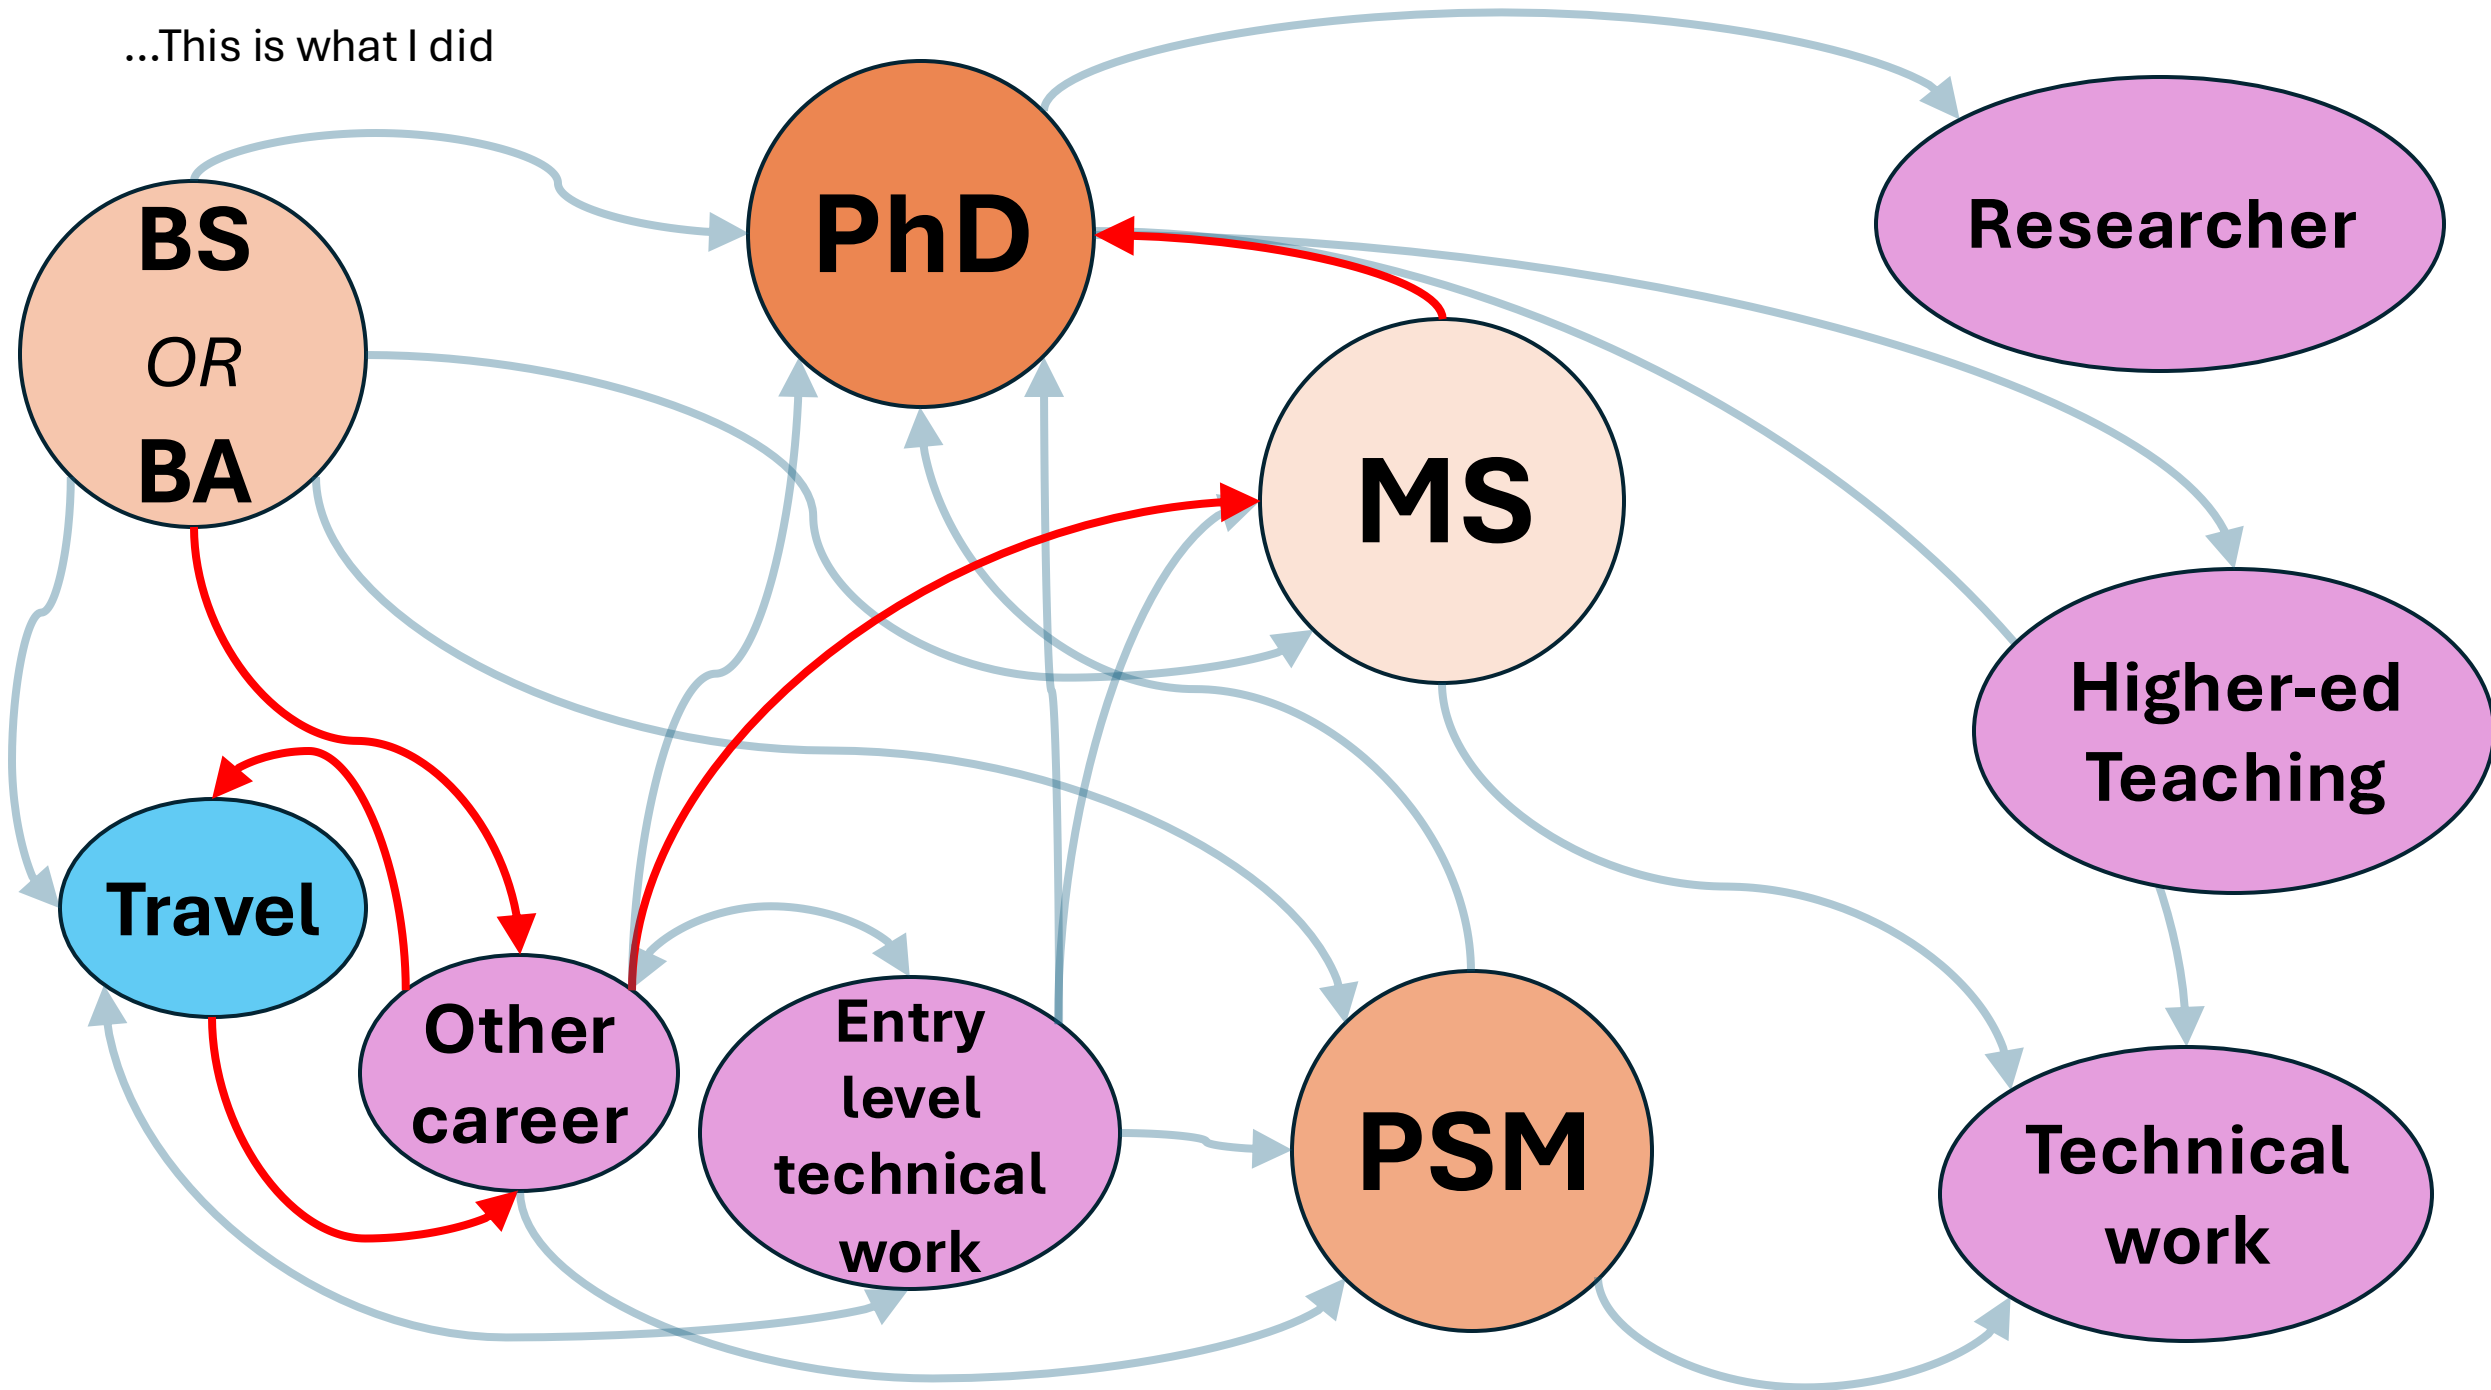 ...This is what I did
BS
OR
BA
PhD
Researcher
MS
Higher-ed
Teaching
Travel
Other
career
Entry
level
technical
work
PSM
Technical
work